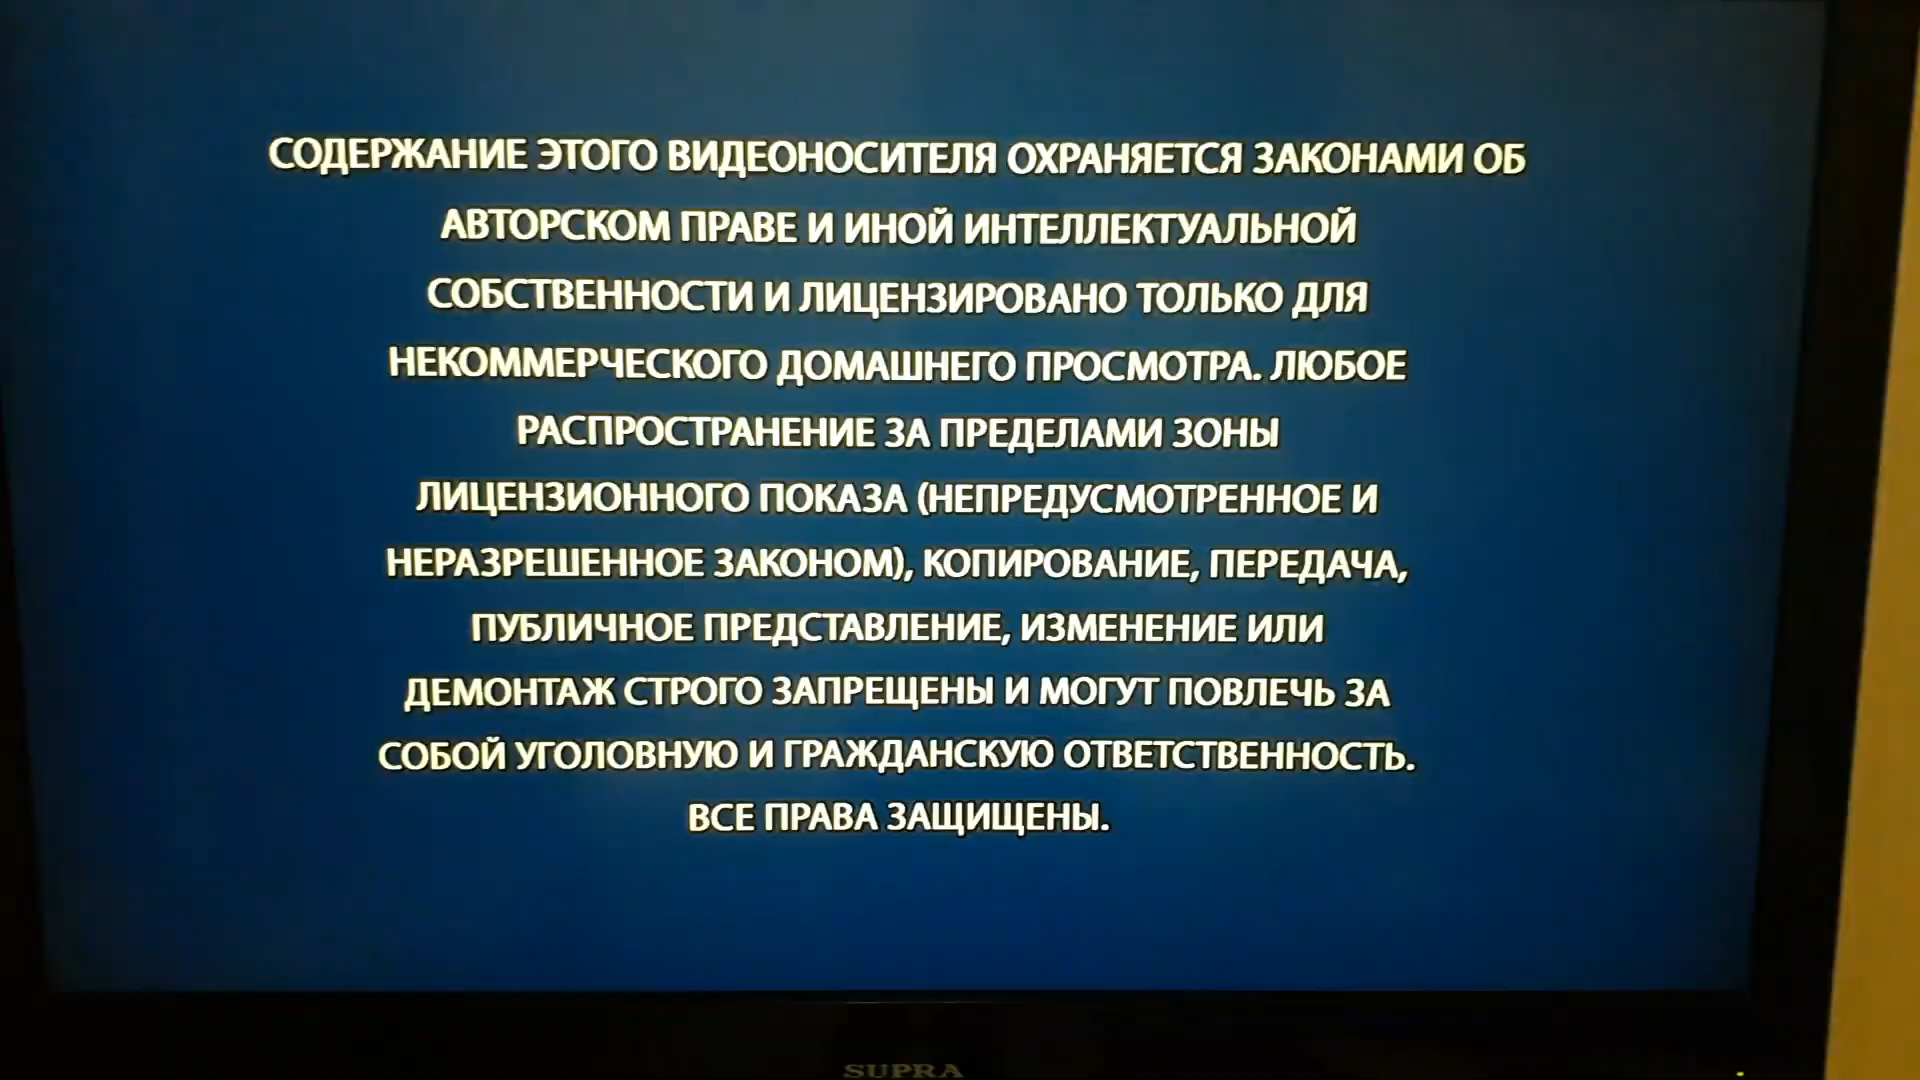 СОДЕРЖАНИЕ ЭТОГО ВИДЕОНОСИТЕЛЯ ОХРАНЯЕТСЯ ЗАКОНАМИ ОБ
АВТОРСКОМ ПРАВЕ И ИНОЙ ИНТЕЛЛЕКТУАЛЬНОЙ
СОБСТВЕННОСТИ И ЛИЦЕНЗИРОВАНО ТОЛЬКО ДЛЯ
НЕКОММЕРЧЕСКОГО ДОМАШНЕГО ПРОСМОТРА. ЛЮБОЕ
РАСПРОСТРАНЕНИЕ ЗА ПРЕДЕЛАМИ ЗОНЫ
ЛИЦЕНЗИОННОГО ПОКАЗА (НЕПРЕДУСМОТРЕННОЕ И
НЕРАЗРЕШЕННОЕ ЗАКОНОМ), КОПИРОВАНИЕ, ПЕРЕДАЧА,
ПУБЛИЧНОЕ ПРЕДСТАВЛЕНИЕ, ИЗМЕНЕНИЕ ИЛИ
ДЕМОНТАЖ СТРОГО ЗАПРЕЩЕНЫ И МОГУТ ПОВЛЕЧЬ ЗА
СОБОЙ УГОЛОВНУЮ И ГРАЖДАНСКУЮ ОТВЕТСТВЕННОСТЬ.
ВСЕ ПРАВА ЗАЩИЩЕНЫ.
SUPRA